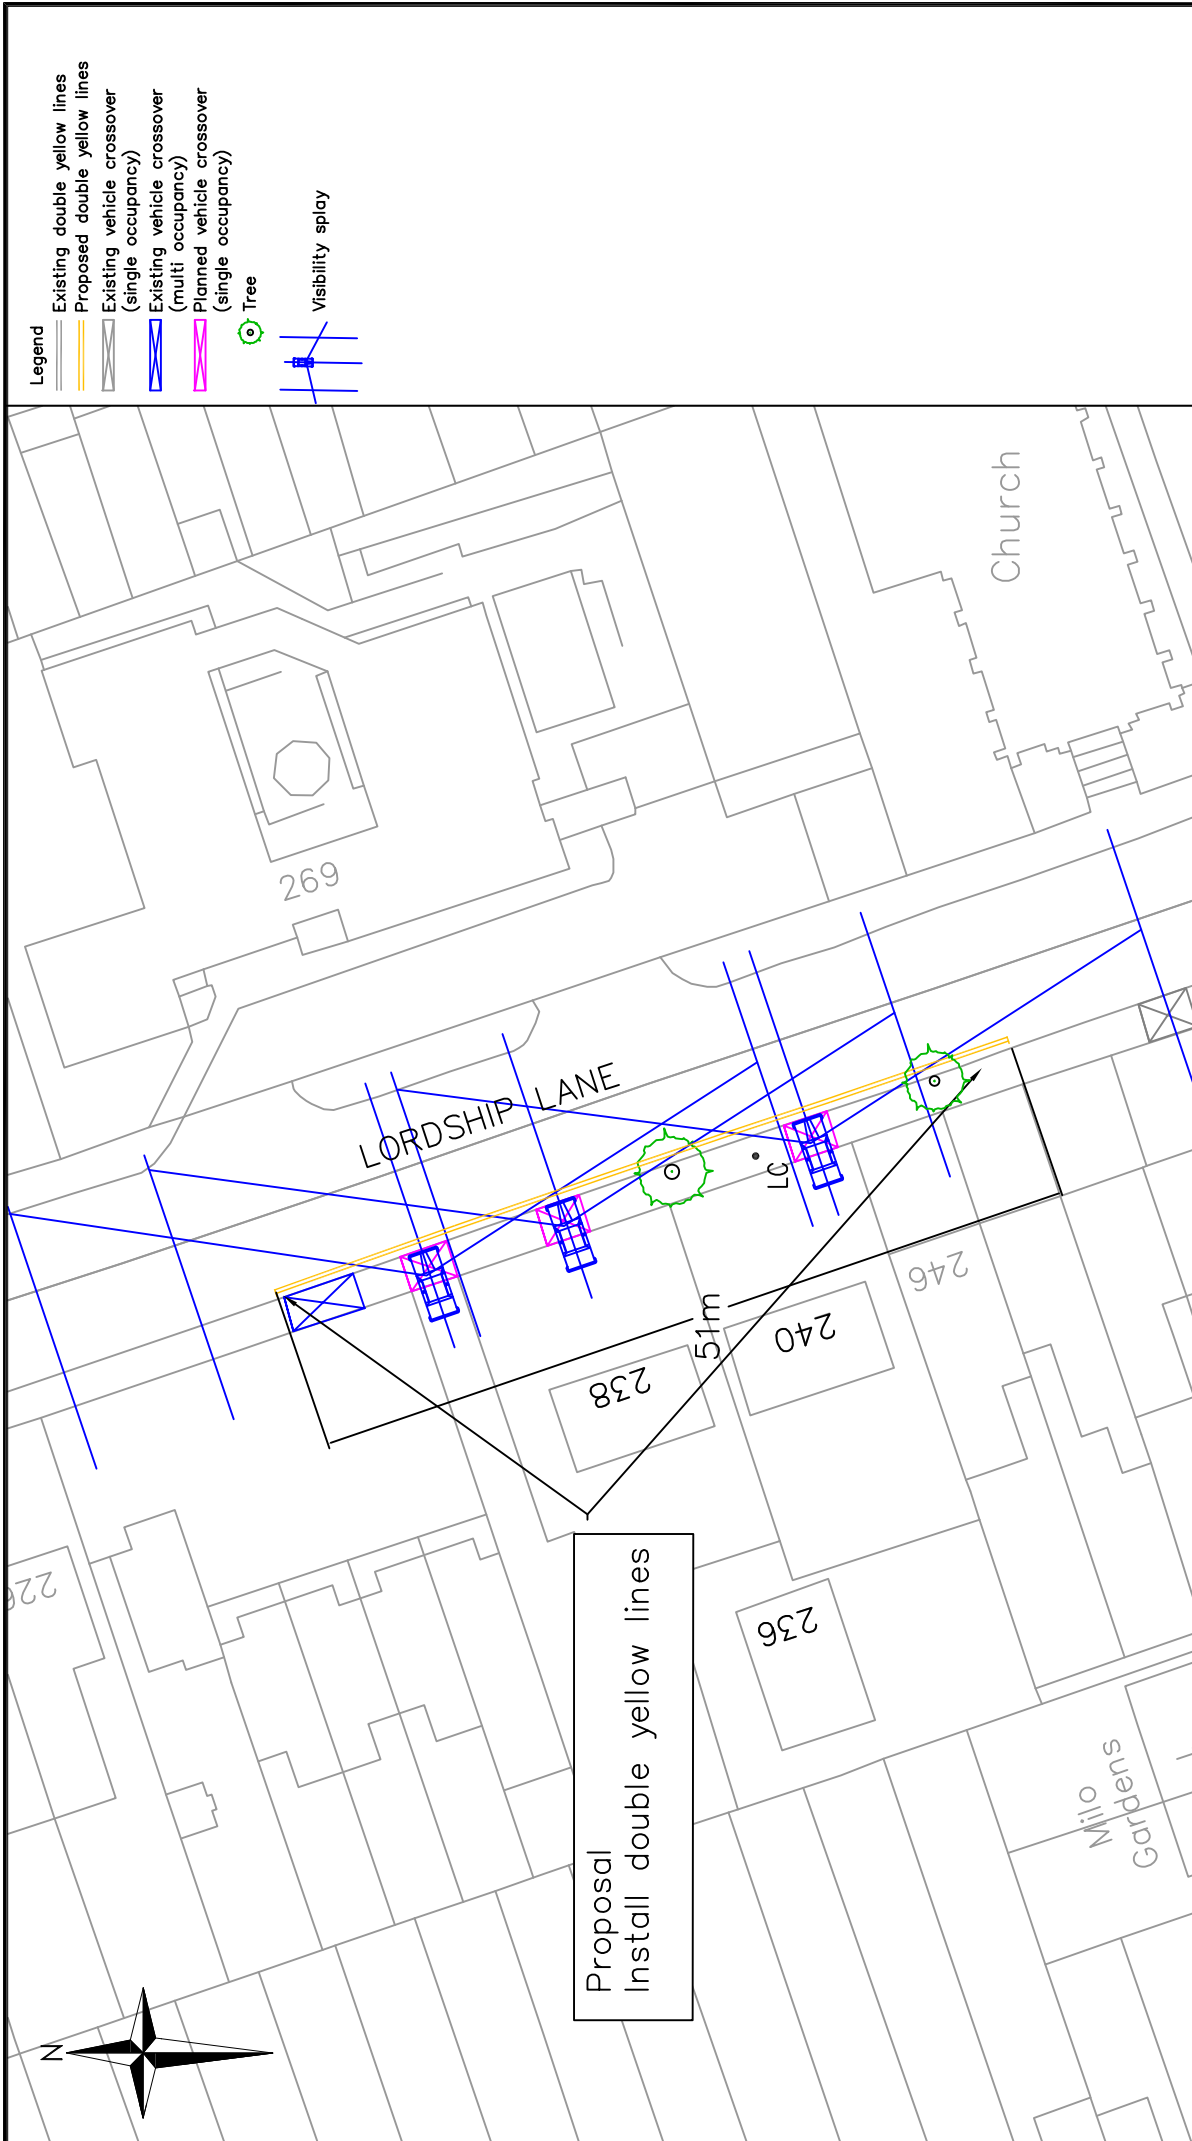 Legend
Existing double yellow lines
Proposed double yellow lines
Existing vehicle crossover
(single occupancy)
Existing vehicle crossover
(multi occupancy)
Planned vehicle crossover
(single occupancy)
Tree
Visibility splay
Church
269
LORDSHIP LANE
LC
246
51m
240
238
236
226
Proposal
Install double yellow lines
Milo
Gardens
N